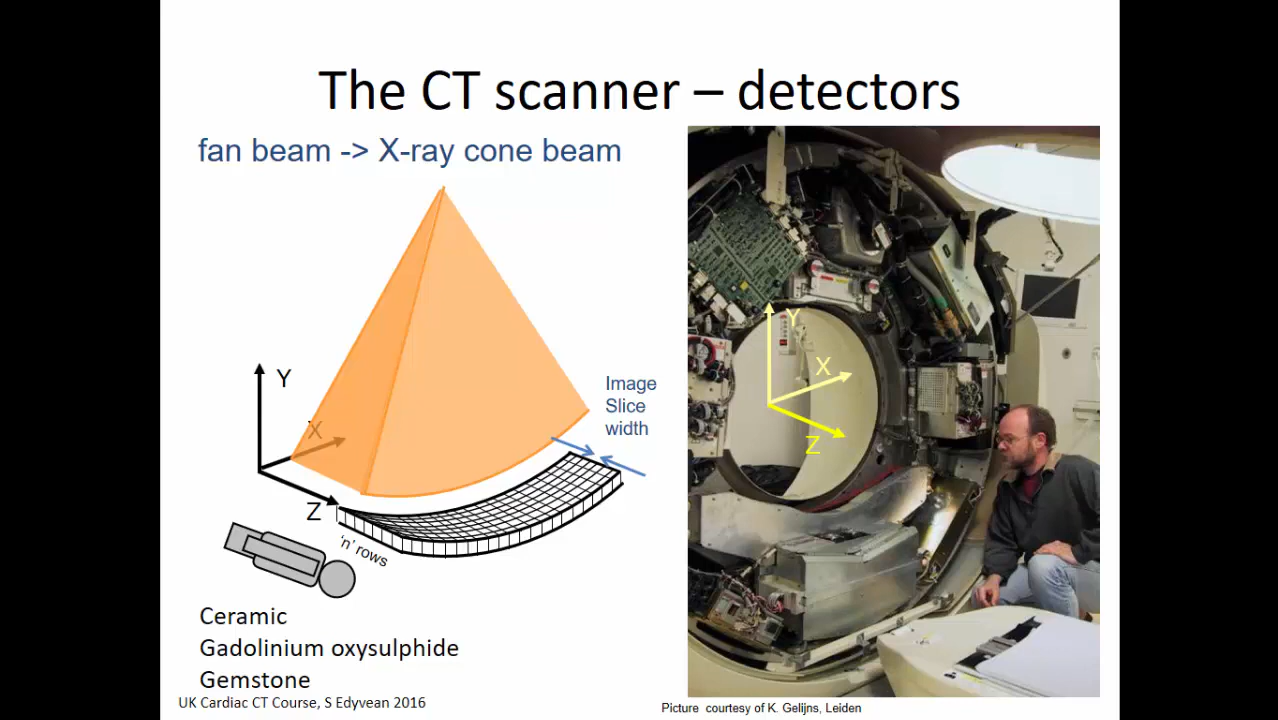 The CT scanner – detectors
fan beam -> X-ray cone beam
Y
X
Z
Image
Slice
width
'n' rows
Y
X
Z
Ceramic
Gadolinium oxysulphide
Gemstone
UK Cardiac CT Course, S Edyvean 2016
Picture courtesy of K. Gelijns, Leiden